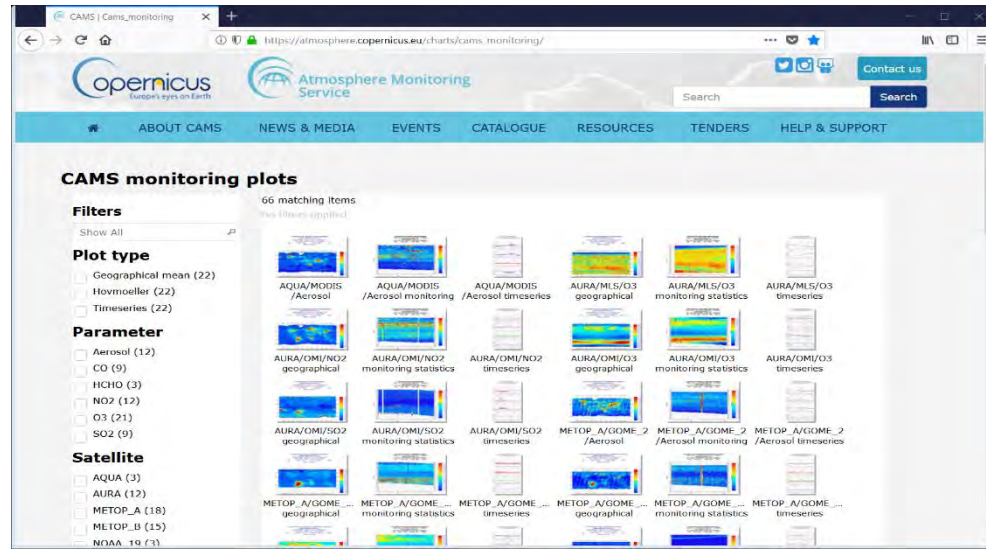 CAMS | Cams_monitoring
https://atmosphere.copernicus.eu/charts/cams_monitoring/
Copernicus
Europe's eyes on Earth
Atmosphere Monitoring
Service
Contact us
Search
Search
ABOUT CAMS NEWS & MEDIA EVENTS CATALOGUE RESOURCES TENDERS HELP & SUPPORT
CAMS monitoring plots
66 matching items
No filters applied
Filters
Show All
Plot type
Geographical mean (22)
Hovmoeller (22)
Timeseries (22)
Parameter
Aerosol (12)
CO (9)
HCHO (3)
NO2 (12)
O3 (21)
SO2 (9)
Satellite
AQUA (3)
AURA (12)
METOP_A (18)
METOP_B (15)
NOAA_19 (3)
AQUA/MODIS AQUA/MODIS AQUA/MODIS AURA/MLS/O3 AURA/MLS/O3 AURA/MLS/O3
/Aerosol /Aerosol monitoring /Aerosol timeseries geographical monitoring statistics timeseries
AURA/OMI/NO2 AURA/OMI/NO2 AURA/OMI/NO2 AURA/OMI/O3 AURA/OMI/O3 AURA/OMI/O3
geographical monitoring statistics timeseries geographical monitoring statistics timeseries
AURA/OMI/SO2 AURA/OMI/SO2 AURA/OMI/SO2 METOP_A/GOME_2 METOP_A/GOME_2 METOP_A/GOME_2
geographical monitoring statistics timeseries /Aerosol /Aerosol monitoring /Aerosol timeseries
METOP_A/GOME_... METOP_A/GOME_... METOP_A/GOME_... METOP_A/GOME_... METOP_A/GOME_... METOP_A/GOME_...
geographical monitoring statistics timeseries geographical monitoring statistics timeseries